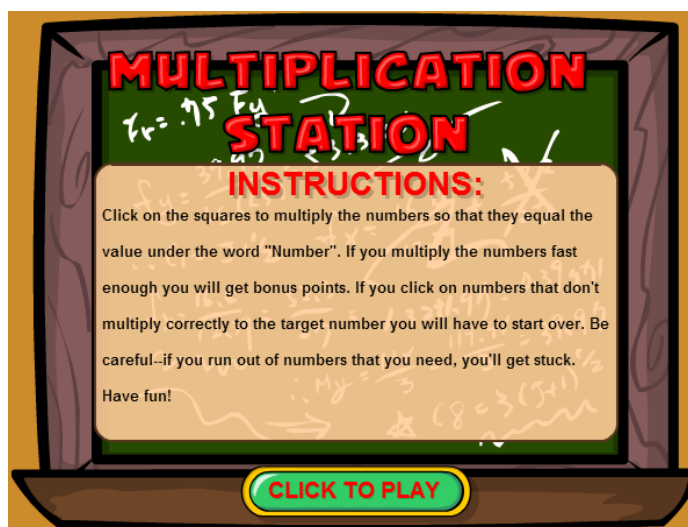 MULTIPLICATION
STATION
INSTRUCTIONS:
Click on the squares to multiply the numbers so that they equal the
value under the word "Number". If you multiply the numbers fast
enough you will get bonus points. If you click on numbers that don't
multiply correctly to the target number you will have to start over. Be
careful--if you run out of numbers that you need, you'll get stuck.
Have fun!
CLICK TO PLAY